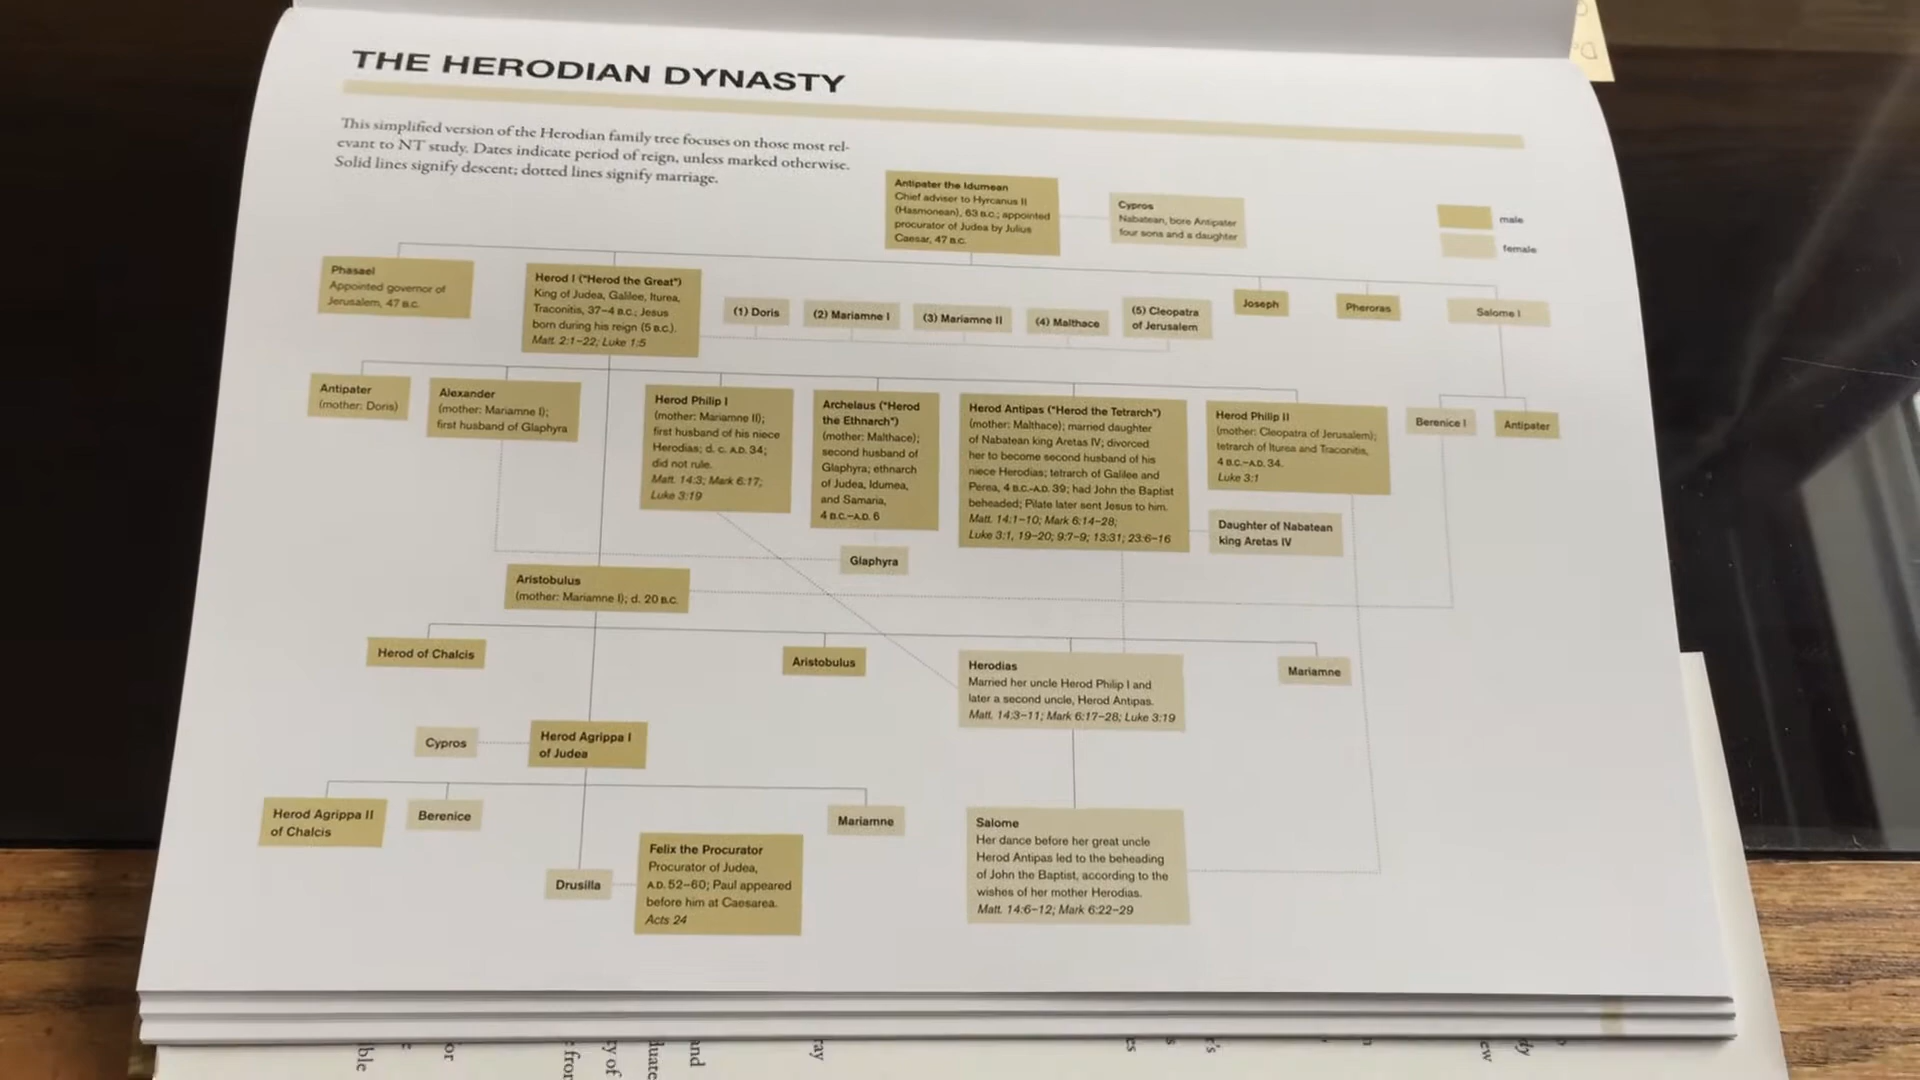 THE HERODIAN DYNASTY
This simplified version of the Herodian family tree focuses on those most rel-
evant to NT study. Dates indicate period of reign, unless marked otherwise.
Solid lines signify descent; dotted lines signify marriage.
Antipater the Idumean
Chief adviser to Hyrcanus II
(Hasmonean), 63 B.C.; appointed
procurator of Judea by Julius
Caesar, 47 B.C.
Cypros
Nabatean, bore Antipater
four sons and a daughter
male
female
Phasael
Appointed governor of
Jerusalem, 47 B.C.
Herod I ("Herod the Great")
King of Judea, Galilee, Iturea,
Traconitis, 37–4 B.C.; Jesus
born during his reign (5 B.C.).
Matt. 2:1–22; Luke 1:5
(1) Doris
(2) Mariamne I
(3) Mariamne II
(4) Malthace
(5) Cleopatra
of Jerusalem
Joseph
Pheroras
Salome I
Antipater
(mother: Doris)
Alexander
(mother: Mariamne I);
first husband of Glaphyra
Herod Philip I
(mother: Mariamne II);
first husband of his niece
Herodias; d. c. A.D. 34;
did not rule.
Matt. 14:3; Mark 6:17;
Luke 3:19
Archelaus ("Herod
the Ethnarch")
(mother: Malthace);
second husband of
Glaphyra; ethnarch
of Judea, Idumea,
and Samaria,
4 B.C.–A.D. 6
Herod Antipas ("Herod the Tetrarch")
(mother: Malthace); married daughter
of Nabatean king Aretas IV; divorced
her to become second husband of his
niece Herodias; tetrarch of Galilee and
Perea, 4 B.C.–A.D. 39; had John the Baptist
beheaded; Pilate later sent Jesus to him.
Matt. 14:1–10; Mark 6:14–28;
Luke 3:1, 19–20; 9:7–9; 13:31; 23:6–16
Herod Philip II
(mother: Cleopatra of Jerusalem);
tetrarch of Iturea and Traconitis,
4 B.C.–A.D. 34.
Luke 3:1
Berenice I
Antipater
Daughter of Nabatean
king Aretas IV
Glaphyra
Aristobulus
(mother: Mariamne I); d. 20 B.C.
Herod of Chalcis
Aristobulus
Herodias
Married her uncle Herod Philip I and
later a second uncle, Herod Antipas.
Matt. 14:3–11; Mark 6:17–28; Luke 3:19
Mariamne
Cypros
Herod Agrippa I
of Judea
Herod Agrippa II
of Chalcis
Berenice
Mariamne
Drusilla
Felix the Procurator
Procurator of Judea,
A.D. 52–60; Paul appeared
before him at Caesarea.
Acts 24
Salome
Her dance before her great uncle
Herod Antipas led to the beheading
of John the Baptist, according to the
wishes of her mother Herodias.
Matt. 14:6–12; Mark 6:22–29